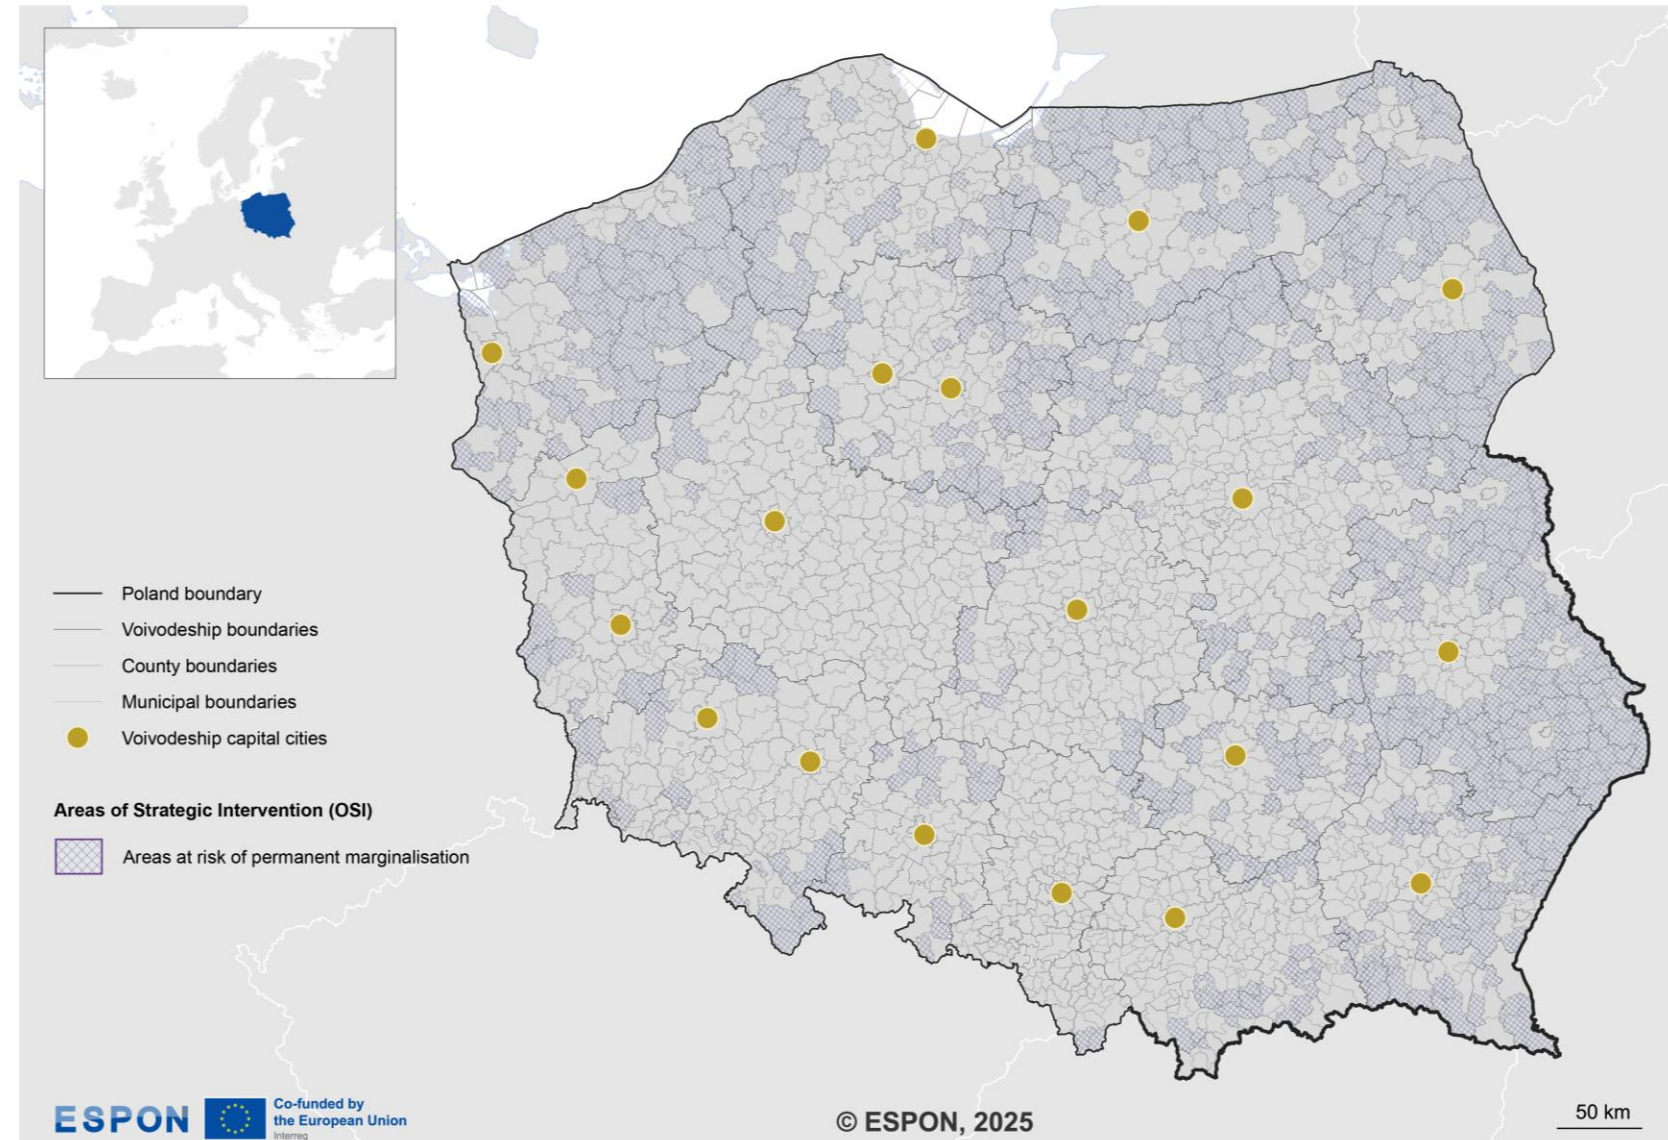 Poland boundary
Voivodeship boundaries
County boundaries
Municipal boundaries
Voivodeship capital cities
Areas of Strategic Intervention (OSI)
Areas at risk of permanent marginalisation
ESPON
Co-funded by
the European Union
Interreg
© ESPON, 2025
50 km